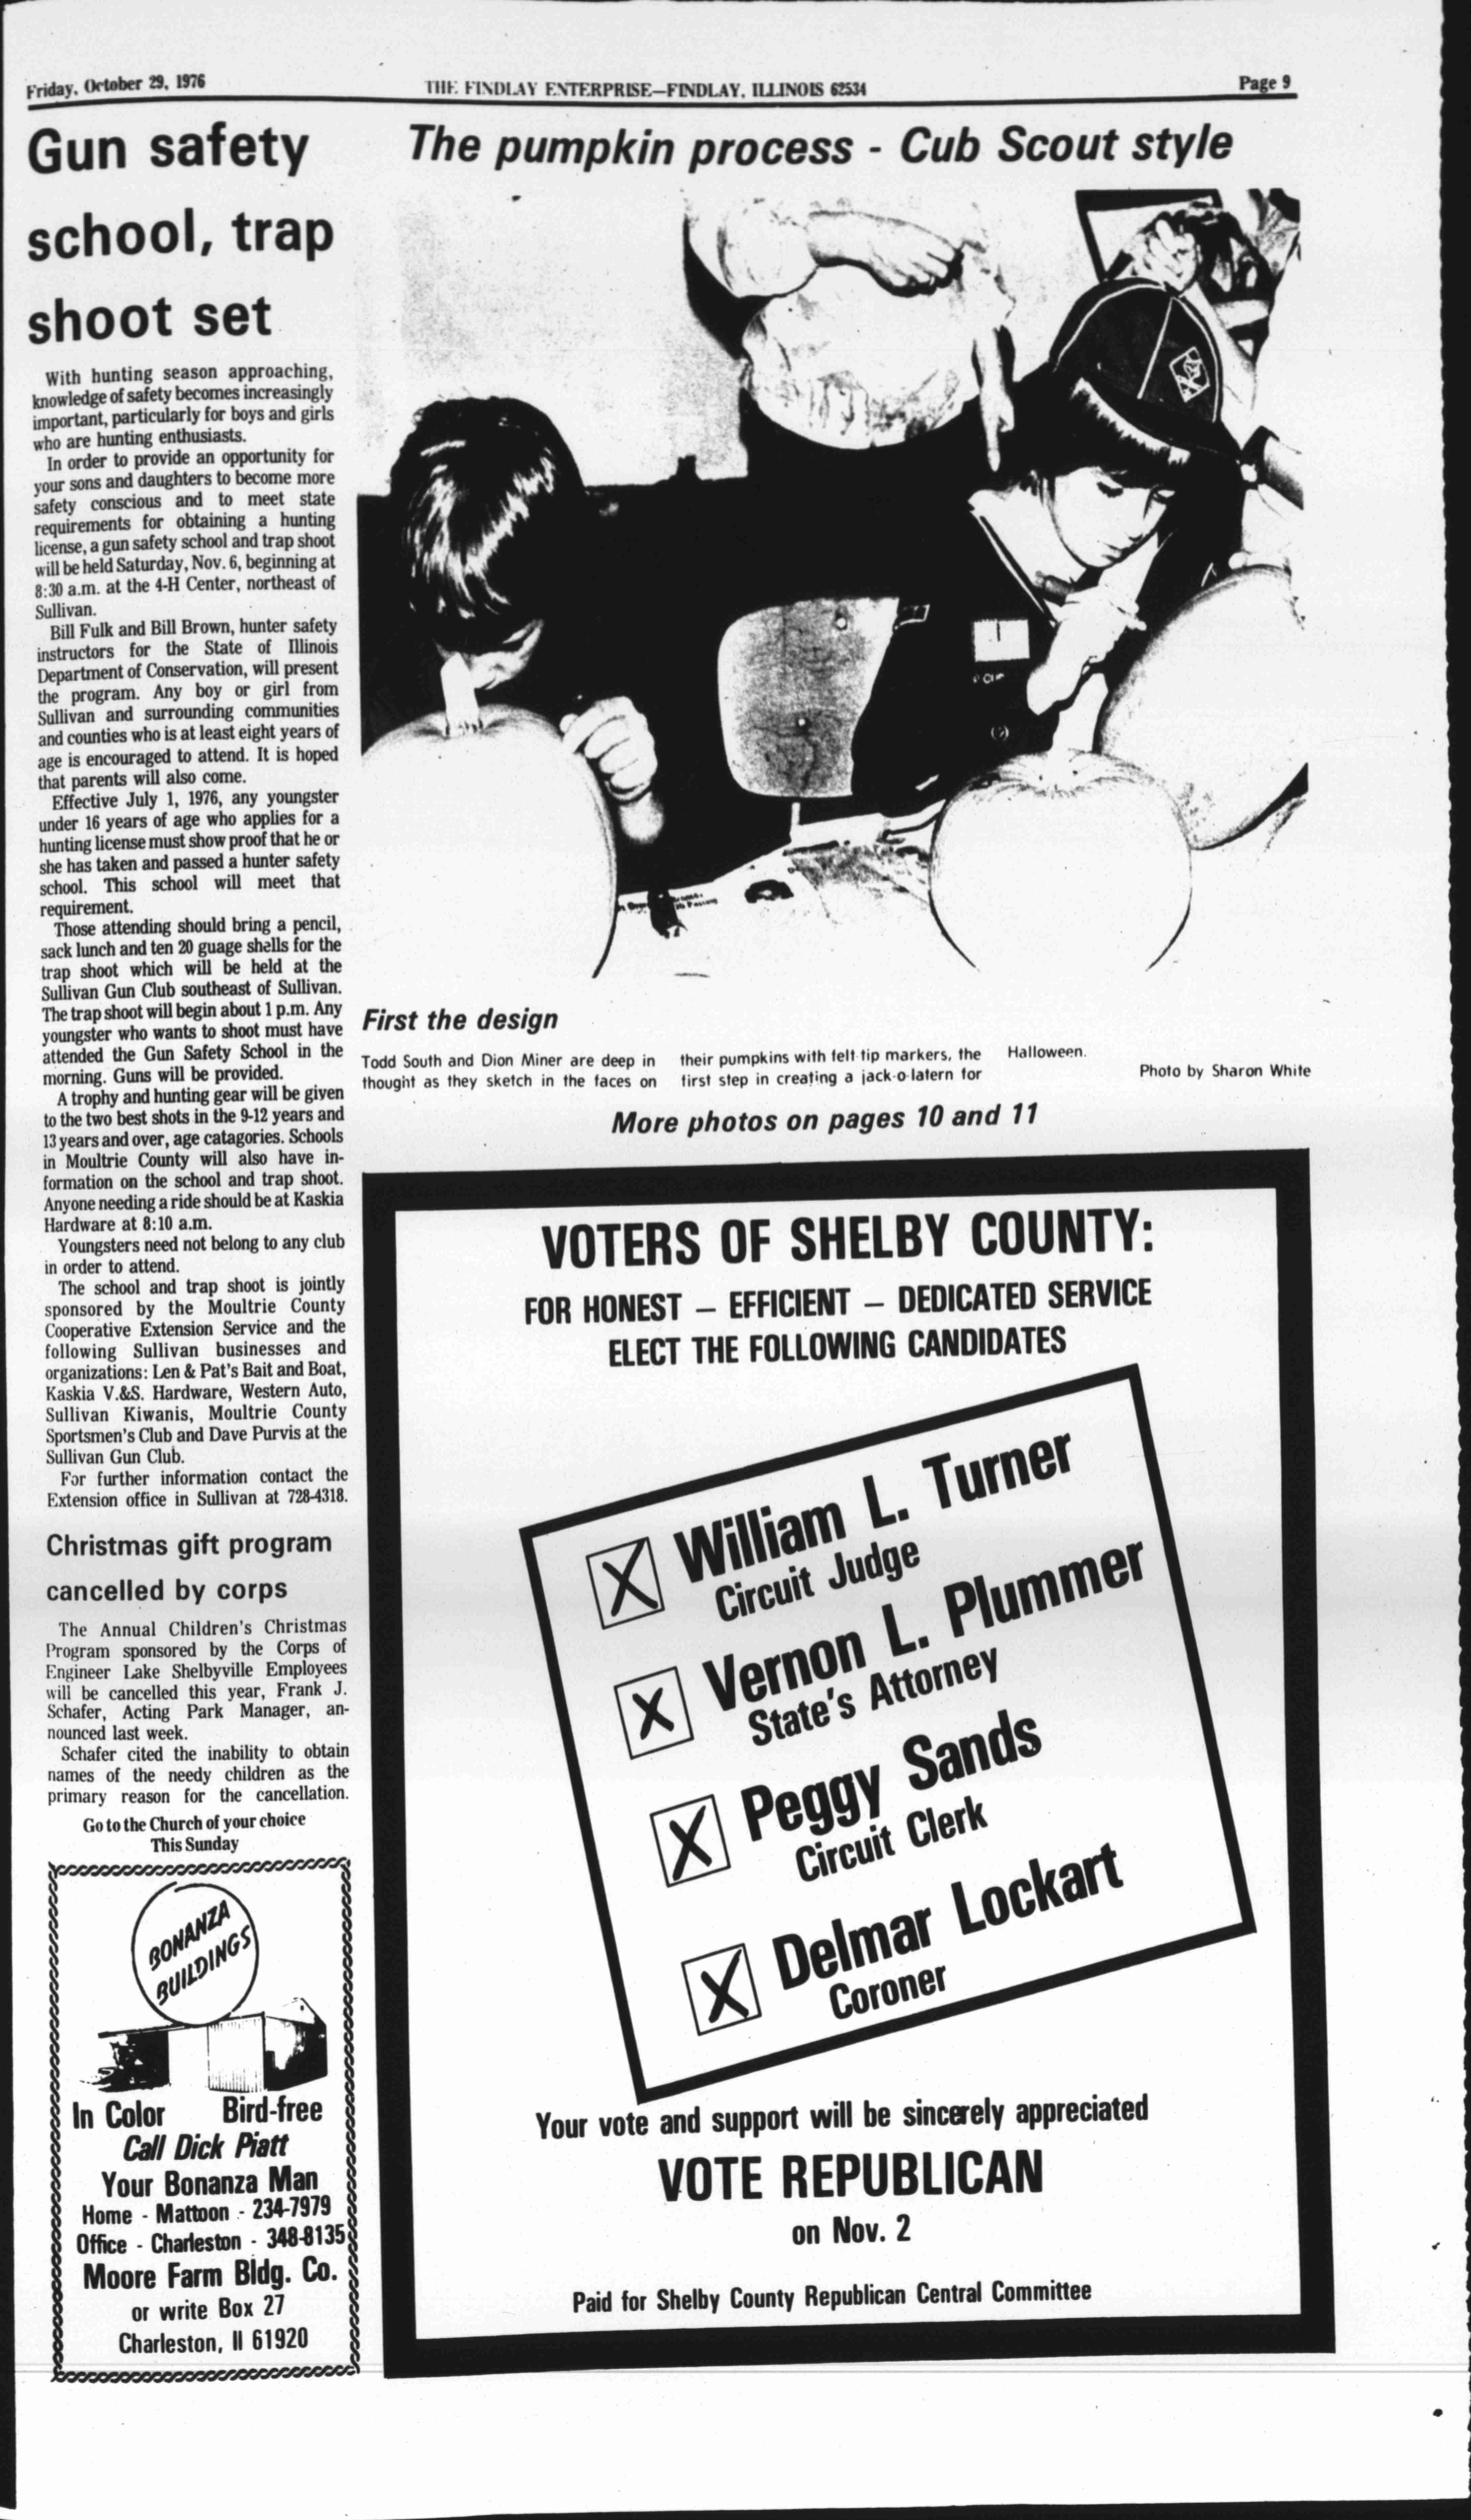 Friday, October 29, 1976
THE FINDLAY ENTERPRISE—FINDLAY, ILLINOIS 62534
Page 9
Gun safety
school, trap
shoot set
With hunting season approaching,
knowledge of safety becomes increasingly
important, particularly for boys and girls
who are hunting enthusiasts.
In order to provide an opportunity for
your sons and daughters to become more
safety conscious and to meet state
requirements for obtaining a hunting
license, a gun safety school and trap shoot
will be held Saturday, Nov. 6, beginning at
8:30 a.m. at the 4-H Center, northeast of
Sullivan.
Bill Fulk and Bill Brown, hunter safety
instructors for the State of Illinois
Department of Conservation, will present
the program. Any boy or girl from
Sullivan and surrounding communities
and counties who is at least eight years of
age is encouraged to attend. It is hoped
that parents will also come.
Effective July 1, 1976, any youngster
under 16 years of age who applies for a
hunting license must show proof that he or
she has taken and passed a hunter safety
school. This school will meet that
requirement.
Those attending should bring a pencil,
sack lunch and ten 20 guage shells for the
trap shoot which will be held at the
Sullivan Gun Club southeast of Sullivan.
The trap shoot will begin about 1 p.m. Any
youngster who wants to shoot must have
attended the Gun Safety School in the
morning. Guns will be provided.
A trophy and hunting gear will be given
to the two best shots in the 9-12 years and
13 years and over, age catagories. Schools
in Moultrie County will also have in-
formation on the school and trap shoot.
Anyone needing a ride should be at Kaskia
Hardware at 8:10 a.m.
Youngsters need not belong to any club
in order to attend.
The school and trap shoot is jointly
sponsored by the Moultrie County
Cooperative Extension Service and the
following Sullivan businesses and
organizations: Len & Pat's Bait and Boat,
Kaskia V.&S. Hardware, Western Auto,
Sullivan Kiwanis, Moultrie County
Sportsmen's Club and Dave Purvis at the
Sullivan Gun Club.
For further information contact the
Extension office in Sullivan at 728-4318.
Christmas gift program
cancelled by corps
The Annual Children's Christmas
Program sponsored by the Corps of
Engineer Lake Shelbyville Employees
will be cancelled this year, Frank J.
Schafer, Acting Park Manager, an-
nounced last week.
Schafer cited the inability to obtain
names of the needy children as the
primary reason for the cancellation.
Go to the Church of your choice
This Sunday
BONANZA
BUILDINGS
In Color Bird-free
Call Dick Piatt
Your Bonanza Man
Home - Mattoon - 234-7979
Office - Charleston - 348-8135
Moore Farm Bldg. Co.
or write Box 27
Charleston, Il 61920
The pumpkin process - Cub Scout style
First the design
Todd South and Dion Miner are deep in
thought as they sketch in the faces on
their pumpkins with felt tip markers, the
first step in creating a jack-o-latern for
Halloween.
Photo by Sharon White
More photos on pages 10 and 11
VOTERS OF SHELBY COUNTY:
FOR HONEST – EFFICIENT – DEDICATED SERVICE
ELECT THE FOLLOWING CANDIDATES
X William L. Turner
Circuit Judge
X Vernon L. Plummer
State's Attorney
X Peggy Sands
Circuit Clerk
X Delmar Lockart
Coroner
Your vote and support will be sincerely appreciated
VOTE REPUBLICAN
on Nov. 2
Paid for Shelby County Republican Central Committee